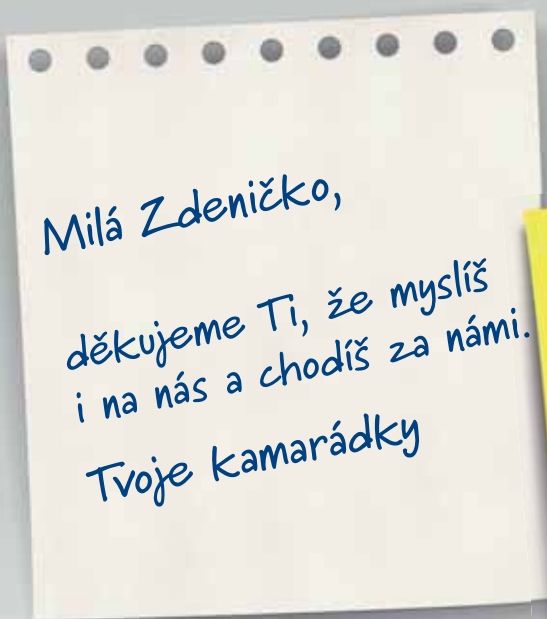 Milá Zdeničko,
děkujeme Ti, že myslíš
i na nás a chodíš za námi.
Tvoje kamarádky